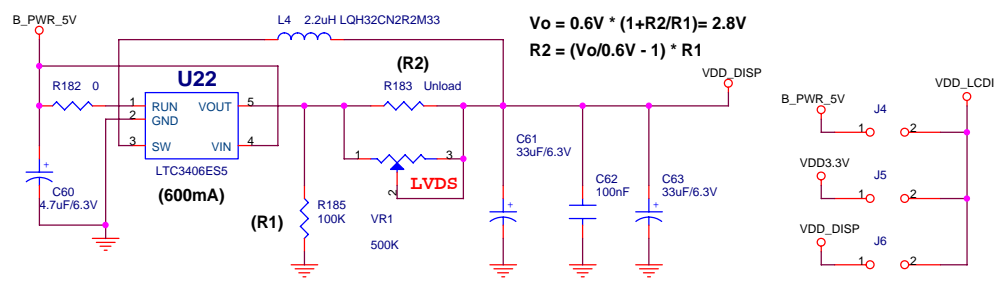 L4 2.2uH LQH32CN2R2M33
Vo = 0.6V * (1+R2/R1)= 2.8V
R2 = (Vo/0.6V - 1) * R1
B_PWR_5V
R182 0
U22
1 RUN VOUT 5
2 GND
3 SW VIN 4
LTC3406ES5
(600mA)
C60
4.7uF/6.3V
+
(R2)
R183 Unload
1 3
2
LVDS
VR1
500K
(R1)
R185
100K
VDD_DISP
C61
33uF/6.3V
+
C62
100nF
C63
33uF/6.3V
+
VDD_LCDI
B_PWR_5V
J4
1 2
VDD3.3V
J5
1 2
VDD_DISP
J6
1 2